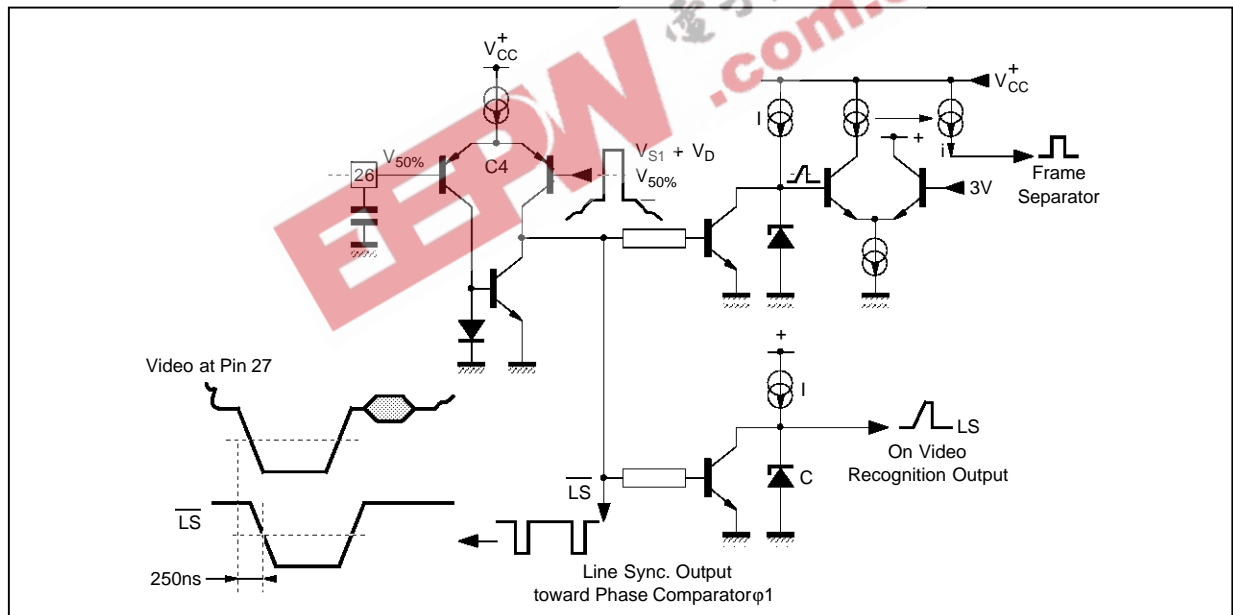 V+CC
V+CC
I
+
i
V50%
C4
VS1 + VD
V50%
26
3V
Frame
Separator
EEPW
.com.c
Video at Pin 27
+
I
LS
On Video
Recognition Output
C
LS
LS
250ns
Line Sync. Output
toward Phase Comparatorφ1